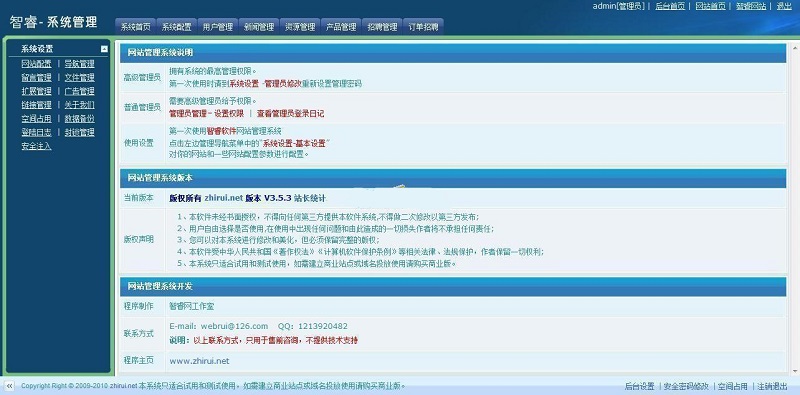 智睿- 系统管理
admin[管理员] | 后台首页 | 网站首页 | 智睿网站 | 退出
系统首页 系统配置 用户管理 新闻管理 资源管理 产品管理 招聘管理 订单招聘
系统设置
网站配置 | 导航管理
留言管理 | 文件管理
扩展管理 | 广告管理
链接管理 | 关于我们
空间占用 | 数据备份
登陆日志 | 封锁管理
安全注入
网站管理系统说明
高级管理员
拥有系统的最高管理权限。
第一次使用时请到系统设置 -管理员修改重新设置管理密码
普通管理员
需要高级管理员给予权限。
管理员管理 - 设置权限 | 查看管理员登录日记
使用设置
第一次使用智睿软件网站管理系统
点击左边管理导航菜单中的“系统设置-基本设置”
对你的网站和一些网站配置参数进行配置。
网站管理系统版本
当前版本 版权所有 zhirui.net 版本 V3.5.3 站长统计
版权声明
1、本软件未经书面授权，不得向任何第三方提供本软件系统,不得做二次修改以第三方发布;
2、用户自由选择是否使用,在使用中出现任何问题和由此造成的一切损失作者将不承担任何责任;
3、您可以对本系统进行修改和美化，但必须保留完整的版权;
4、本软件受中华人民共和国《著作权法》《计算机软件保护条例》等相关法律、法规保护，作者保留一切权利;
5、本系统只适合试用和测试使用，如需建立商业站点或域名投放使用请购买商业版。
网站管理系统开发
程序制作 智睿网工作室
联系方式
E-mail：webrui@126.com QQ：1213920482
说明：以上联系方式，只用于售前咨询，不提供技术支持
程序主页 www.zhirui.net
Copyright Right © 2009-2010 zhirui.net 本系统只适合试用和测试使用，如需建立商业站点或域名投放使用请购买商业版。
后台设置 | 安全密码修改 | 空间占用 | 注销退出